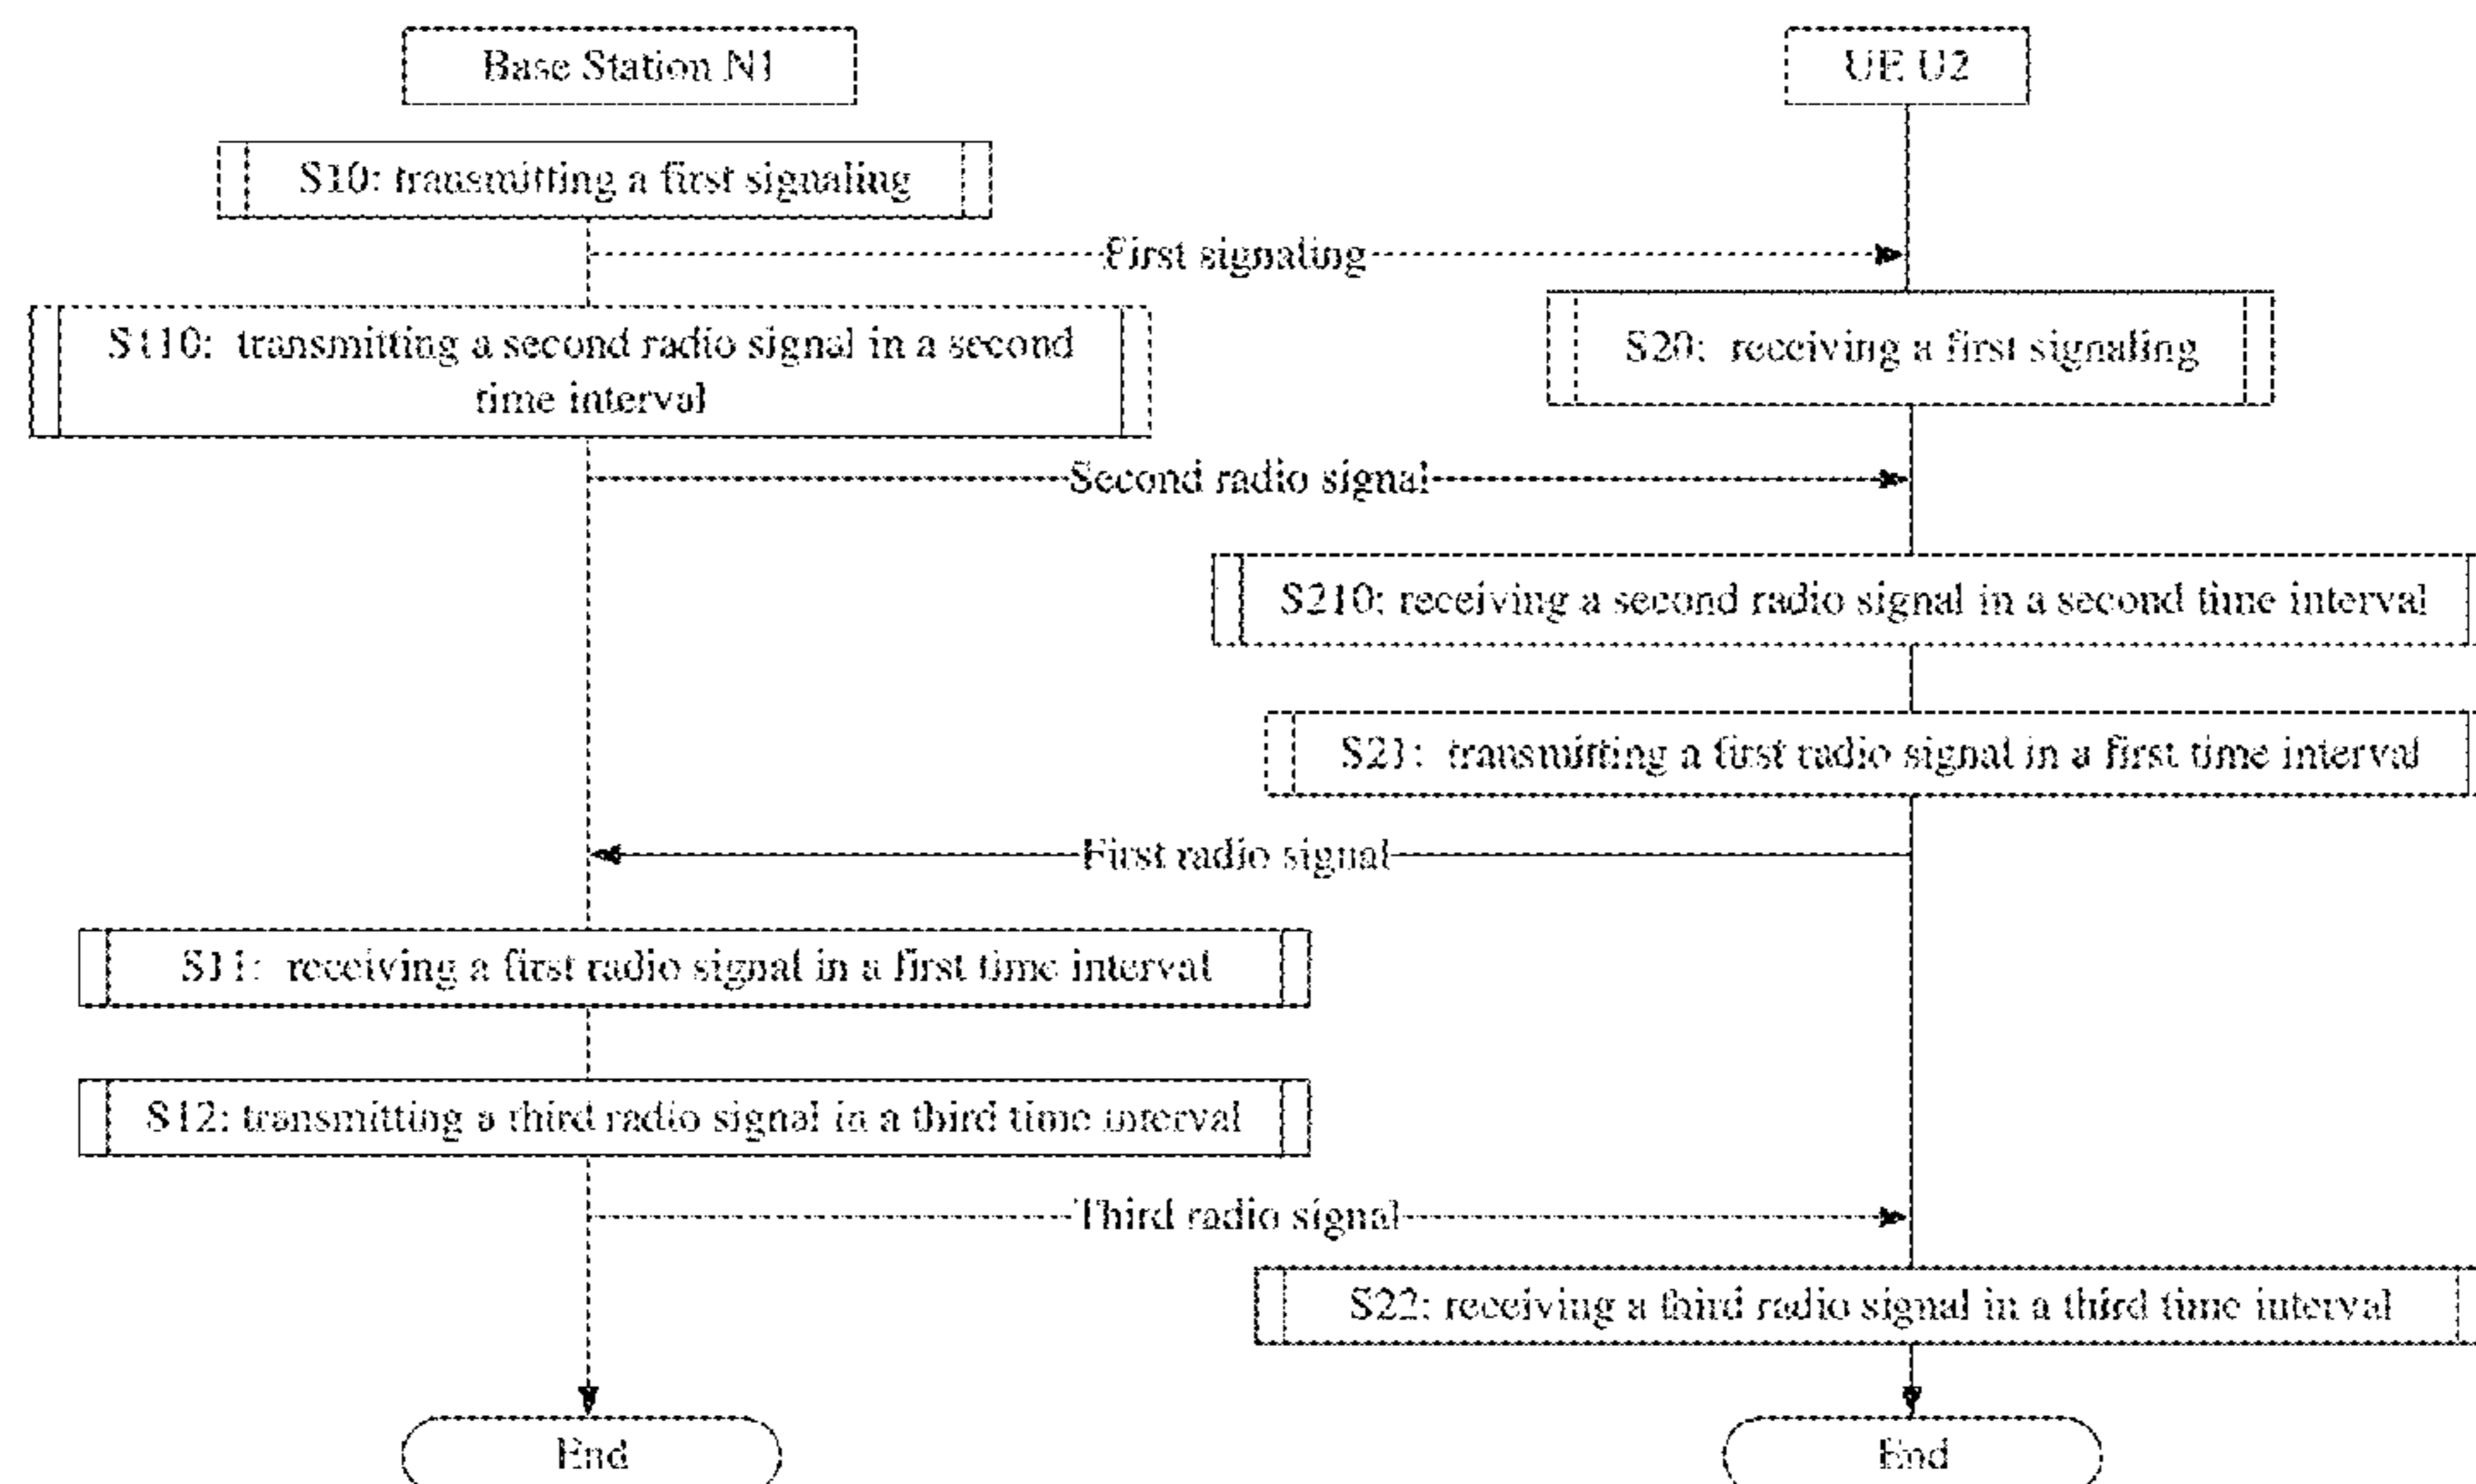 Base Station N1
UE U2
S10: transmitting a first signaling
First signaling
S110: transmitting a second radio signal in a second
time interval
S20: receiving a first signaling
Second radio signal
S210: receiving a second radio signal in a second time interval
S21: transmitting a first radio signal in a first time interval
First radio signal
S11: receiving a first radio signal in a first time interval
S12: transmitting a third radio signal in a third time interval
Third radio signal
S22: receiving a third radio signal in a third time interval
End
End